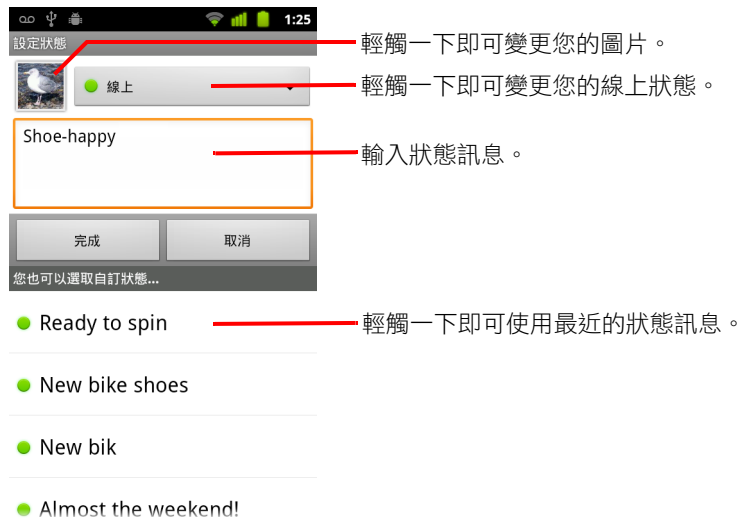 1:25
設定狀態
輕觸一下即可變更您的圖片。
線上
輕觸一下即可變更您的線上狀態。
Shoe-happy
輸入狀態訊息。
完成
取消
您也可以選取自訂狀態...
Ready to spin
輕觸一下即可使用最近的狀態訊息。
New bike shoes
New bik
Almost the weekend!